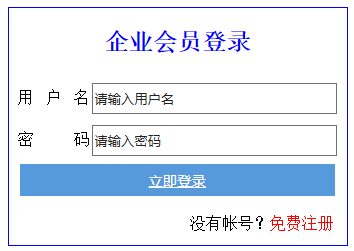 企业会员登录
用 户 名 请输入用户名
密 码 请输入密码
立即登录
没有帐号？免费注册